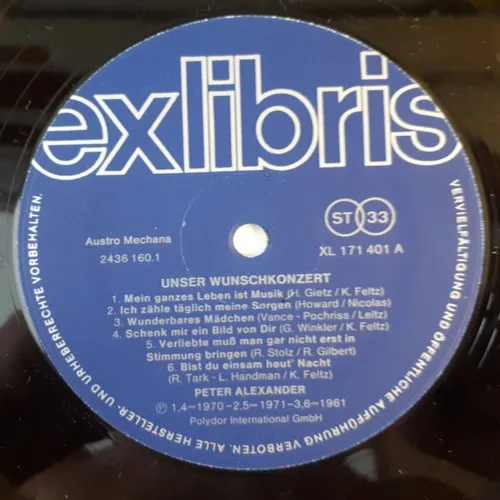 exlibris
ST 33
Austro Mechana
2436 160.1
XL 171 401 A
UNSER WUNSCHKONZERT
1. Mein ganzes Leben ist Musik (H. Gietz / K. Feltz)
2. Ich zähle täglich meine Sorgen (Howard / Nicolas)
3. Wunderbares Mädchen (Vance - Pochriss / Leitz)
4. Schenk mir ein Bild von Dir (G. Winkler / K. Feltz)
5. Verliebte muß man gar nicht erst in
Stimmung bringen (R. Stolz / R. Gilbert)
6. Bist du einsam heut' Nacht
(R. Tark - L. Handman / K. Feltz)
PETER ALEXANDER
Ⓟ 1,4-1970 - 2.5-1971-3,6-1961
Polydor International GmbH
ALLE HERSTELLER- UND URHEBERRECHTE VORBEHALTEN.
VERVIELFÄLTIGUNG UND ÖFFENTLICHE AUFFÜHRUNG VERBOTEN.